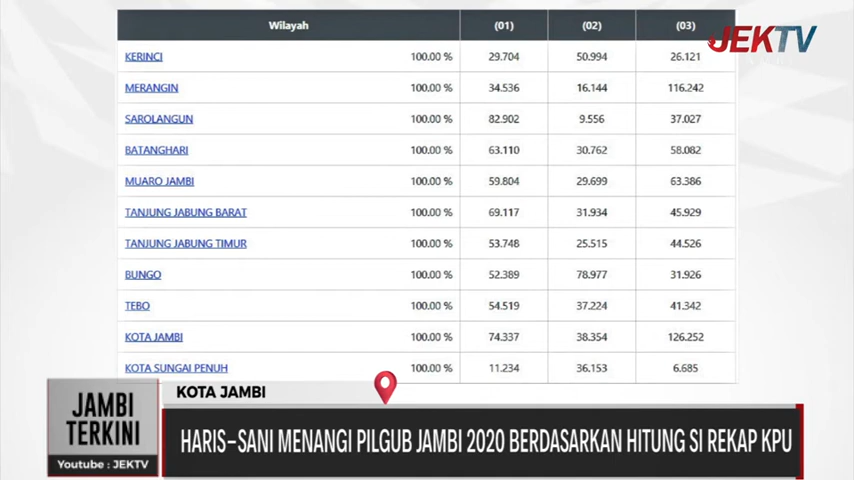 Wilayah (01) (02) (03)
JEKTV
KERINCI 100.00 % 29.704 50.994 26.121
MERANGIN 100.00 % 34.536 16.144 116.242
SAROLANGUN 100.00 % 82.902 9.556 37.027
BATANGHARI 100.00 % 63.110 30.762 58.082
MUARO JAMBI 100.00 % 59.804 29.699 63.386
TANJUNG JABUNG BARAT 100.00 % 69.117 31.934 45.929
TANJUNG JABUNG TIMUR 100.00 % 53.748 25.515 44.526
BUNGO 100.00 % 52.389 78.977 31.926
TEBO 100.00 % 54.519 37.224 41.342
KOTA JAMBI 100.00 % 74.337 38.354 126.252
KOTA SUNGAI PENUH 100.00 % 11.234 36.153 6.685
KOTA JAMBI
JAMBI
TERKINI
Youtube : JEKTV
HARIS-SANI MENANGI PILGUB JAMBI 2020 BERDASARKAN HITUNG SI REKAP KPU